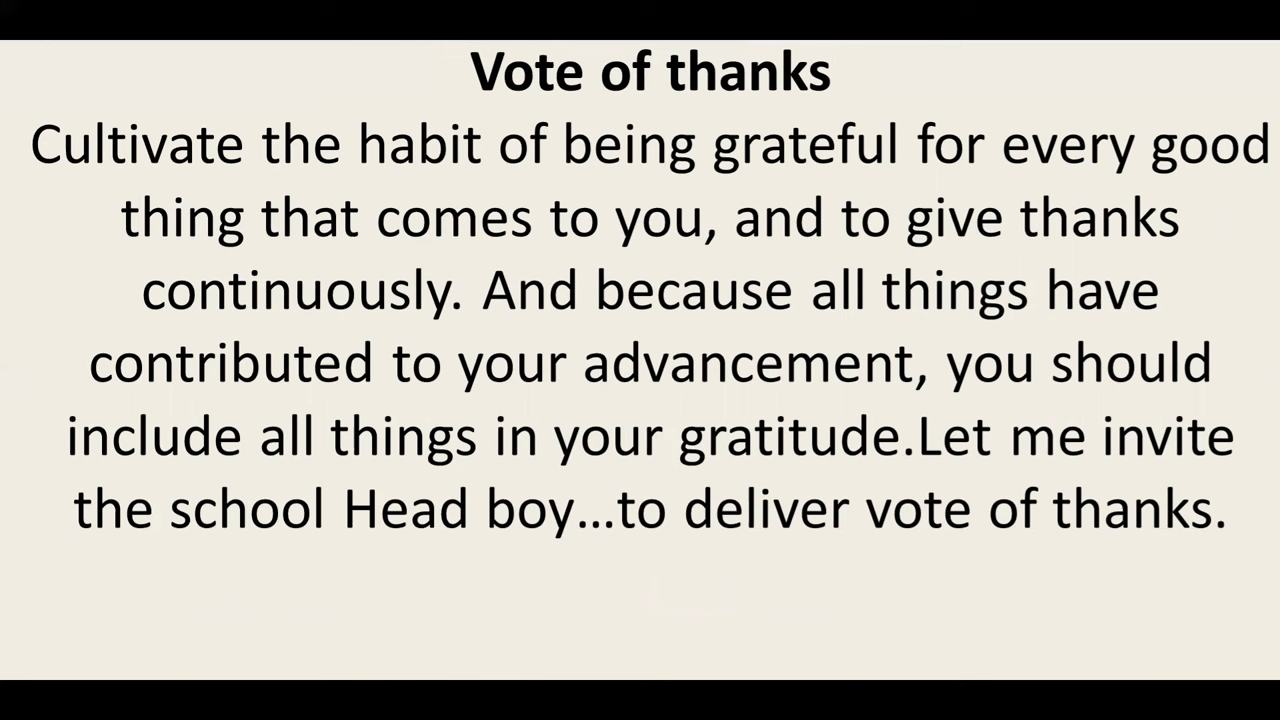 Vote of thanks
Cultivate the habit of being grateful for every good
thing that comes to you, and to give thanks
continuously. And because all things have
contributed to your advancement, you should
include all things in your gratitude.Let me invite
the school Head boy...to deliver vote of thanks.